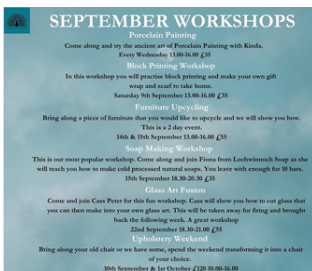 SEPTEMBER WORKSHOPS
Porcelain Painting
Come along and try the ancient art of Porcelain Painting with Kinda.
Every Wednesday 13.00-16.00 £35
Block Printing Workshop
In this workshop you will practise block printing and make your own gift
wrap and scarf to take home.
Saturday 9th September 13.00-16.00 £35
Furniture Upcycling
Bring along a piece of furniture that you would like to upcycle and we will show you how.
This is a 2 day event.
14th & 15th September 13.00-16.00 £55
Soap Making Workshop
This is our most popular workshop. Come along and join Fiona from Lochwinnoch Soap as she
will teach you how to make cold processed natural soaps. You leave with enough for 10 bars.
15th September 18.30-20.30 £35
Glass Art Fusion
Come and join Cass Peter for this fun workshop. Cass will show you how to cut glass that
you can then make into your own glass art. This will be taken away for firing and brought
back the following week. A great workshop
22nd September 18.30-21.00 £55
Upholstery Weekend
Bring along your old chair or we have some, spend the weekend transforming it into a chair
of your choice.
30th September & 1st October £120 10.00-16.00